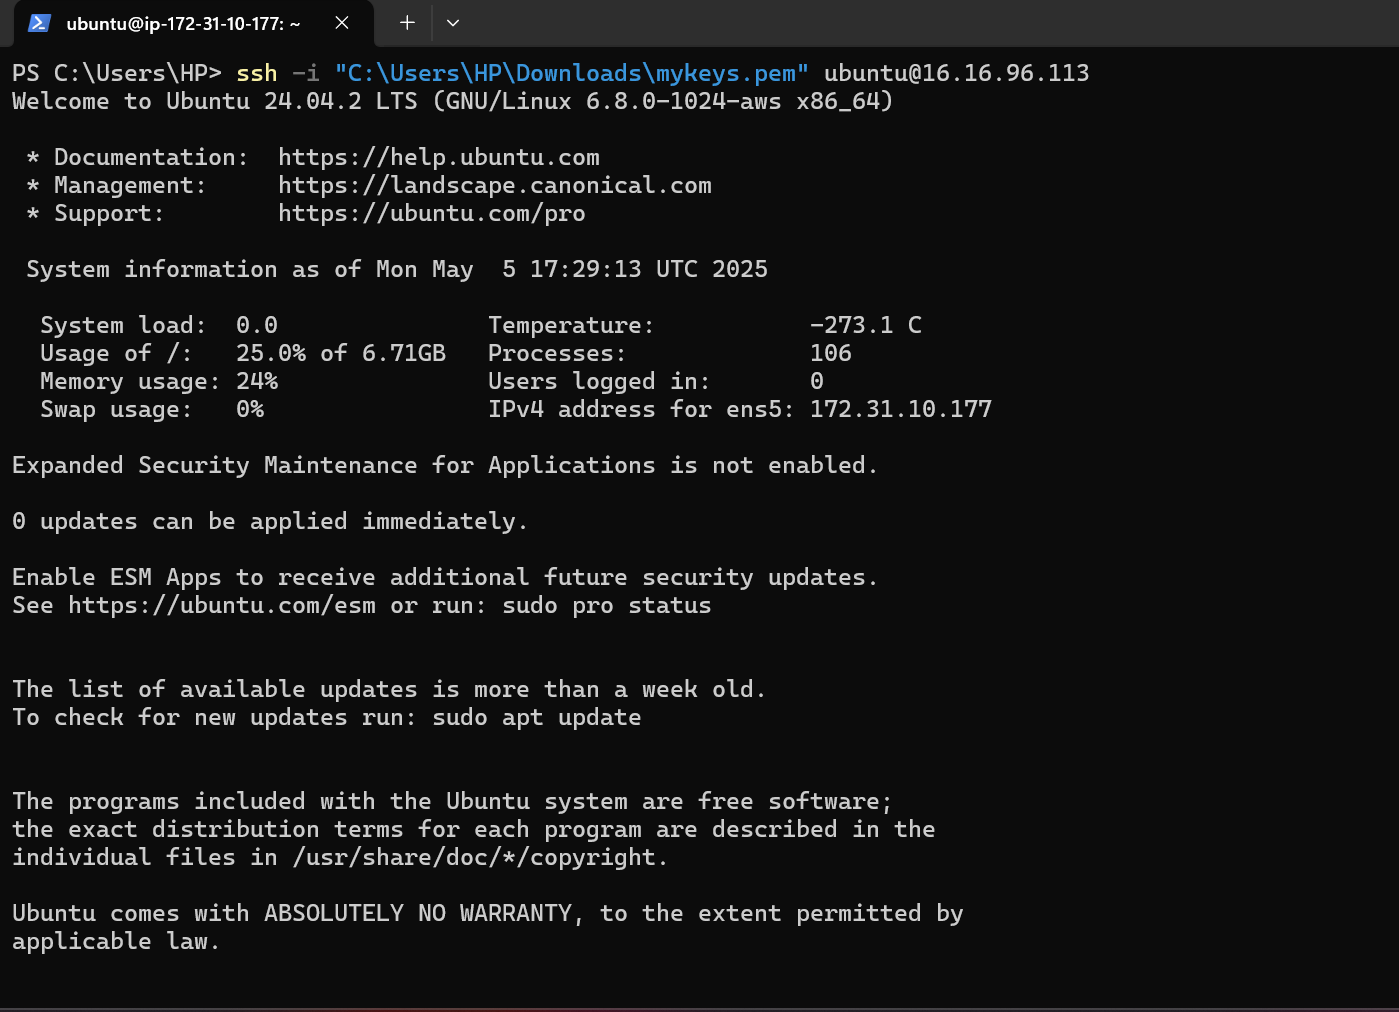 ubuntu@ip-172-31-10-177: ~
PS C:\Users\HP> ssh -i "C:\Users\HP\Downloads\mykeys.pem" ubuntu@16.16.96.113
Welcome to Ubuntu 24.04.2 LTS (GNU/Linux 6.8.0-1024-aws x86_64)

 * Documentation:  https://help.ubuntu.com
 * Management:     https://landscape.canonical.com
 * Support:        https://ubuntu.com/pro

 System information as of Mon May  5 17:29:13 UTC 2025

  System load:  0.0               Temperature:           -273.1 C
  Usage of /:   25.0% of 6.71GB   Processes:             106
  Memory usage: 24%               Users logged in:       0
  Swap usage:   0%                IPv4 address for ens5: 172.31.10.177

Expanded Security Maintenance for Applications is not enabled.

0 updates can be applied immediately.

Enable ESM Apps to receive additional future security updates.
See https://ubuntu.com/esm or run: sudo pro status


The list of available updates is more than a week old.
To check for new updates run: sudo apt update


The programs included with the Ubuntu system are free software;
the exact distribution terms for each program are described in the
individual files in /usr/share/doc/*/copyright.

Ubuntu comes with ABSOLUTELY NO WARRANTY, to the extent permitted by
applicable law.